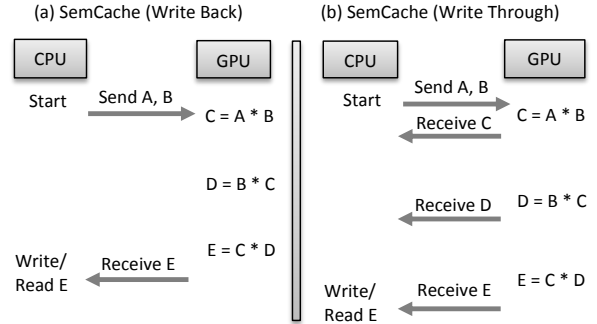 (a) SemCache (Write Back)
CPU
GPU
Start
Send A, B
C = A * B
D = B * C
E = C * D
Write/
Read E
Receive E
(b) SemCache (Write Through)
CPU
GPU
Start
Send A, B
C = A * B
Receive C
D = B * C
Receive D
E = C * D
Write/
Read E
Receive E